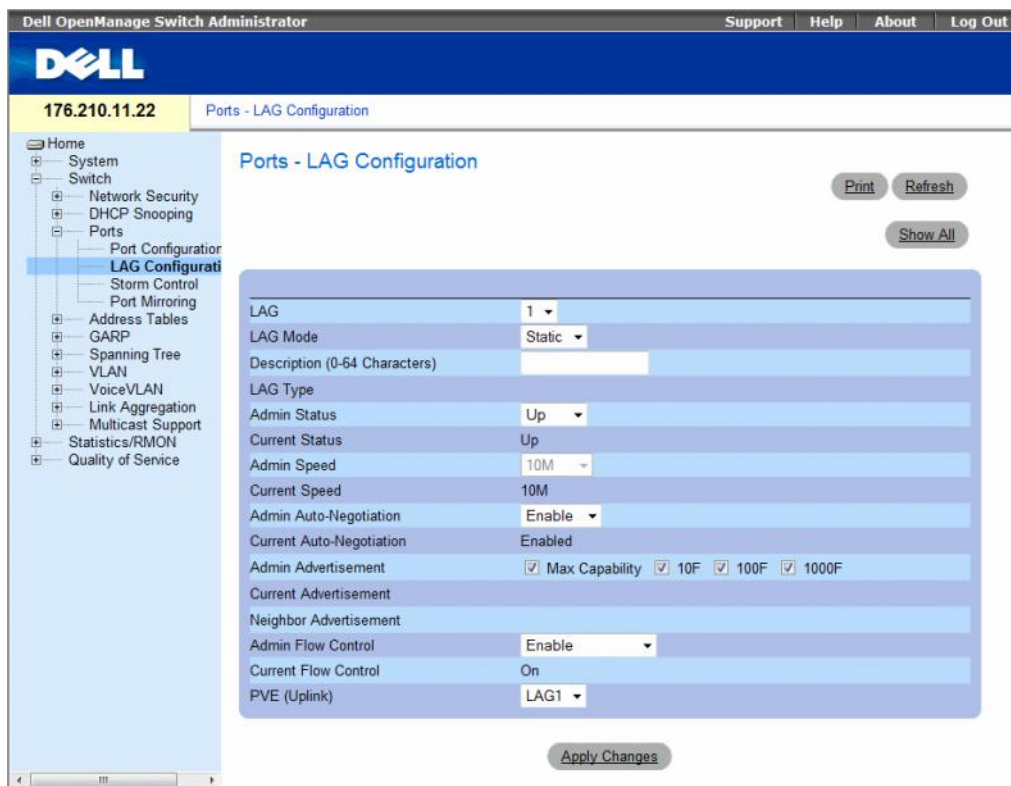 Dell OpenManage Switch Administrator
Support Help About Log Out
DELL
176.210.11.22
Ports - LAG Configuration
Home
System
Switch
Network Security
DHCP Snooping
Ports
Port Configuration
LAG Configurati
Storm Control
Port Mirroring
Address Tables
GARP
Spanning Tree
VLAN
VoiceVLAN
Link Aggregation
Multicast Support
Statistics/RMON
Quality of Service
Ports - LAG Configuration
Print Refresh
Show All
LAG 1
LAG Mode Static
Description (0-64 Characters)
LAG Type
Admin Status Up
Current Status Up
Admin Speed 10M
Current Speed 10M
Admin Auto-Negotiation Enable
Current Auto-Negotiation Enabled
Admin Advertisement Max Capability 10F 100F 1000F
Current Advertisement
Neighbor Advertisement
Admin Flow Control Enable
Current Flow Control On
PVE (Uplink) LAG1
Apply Changes